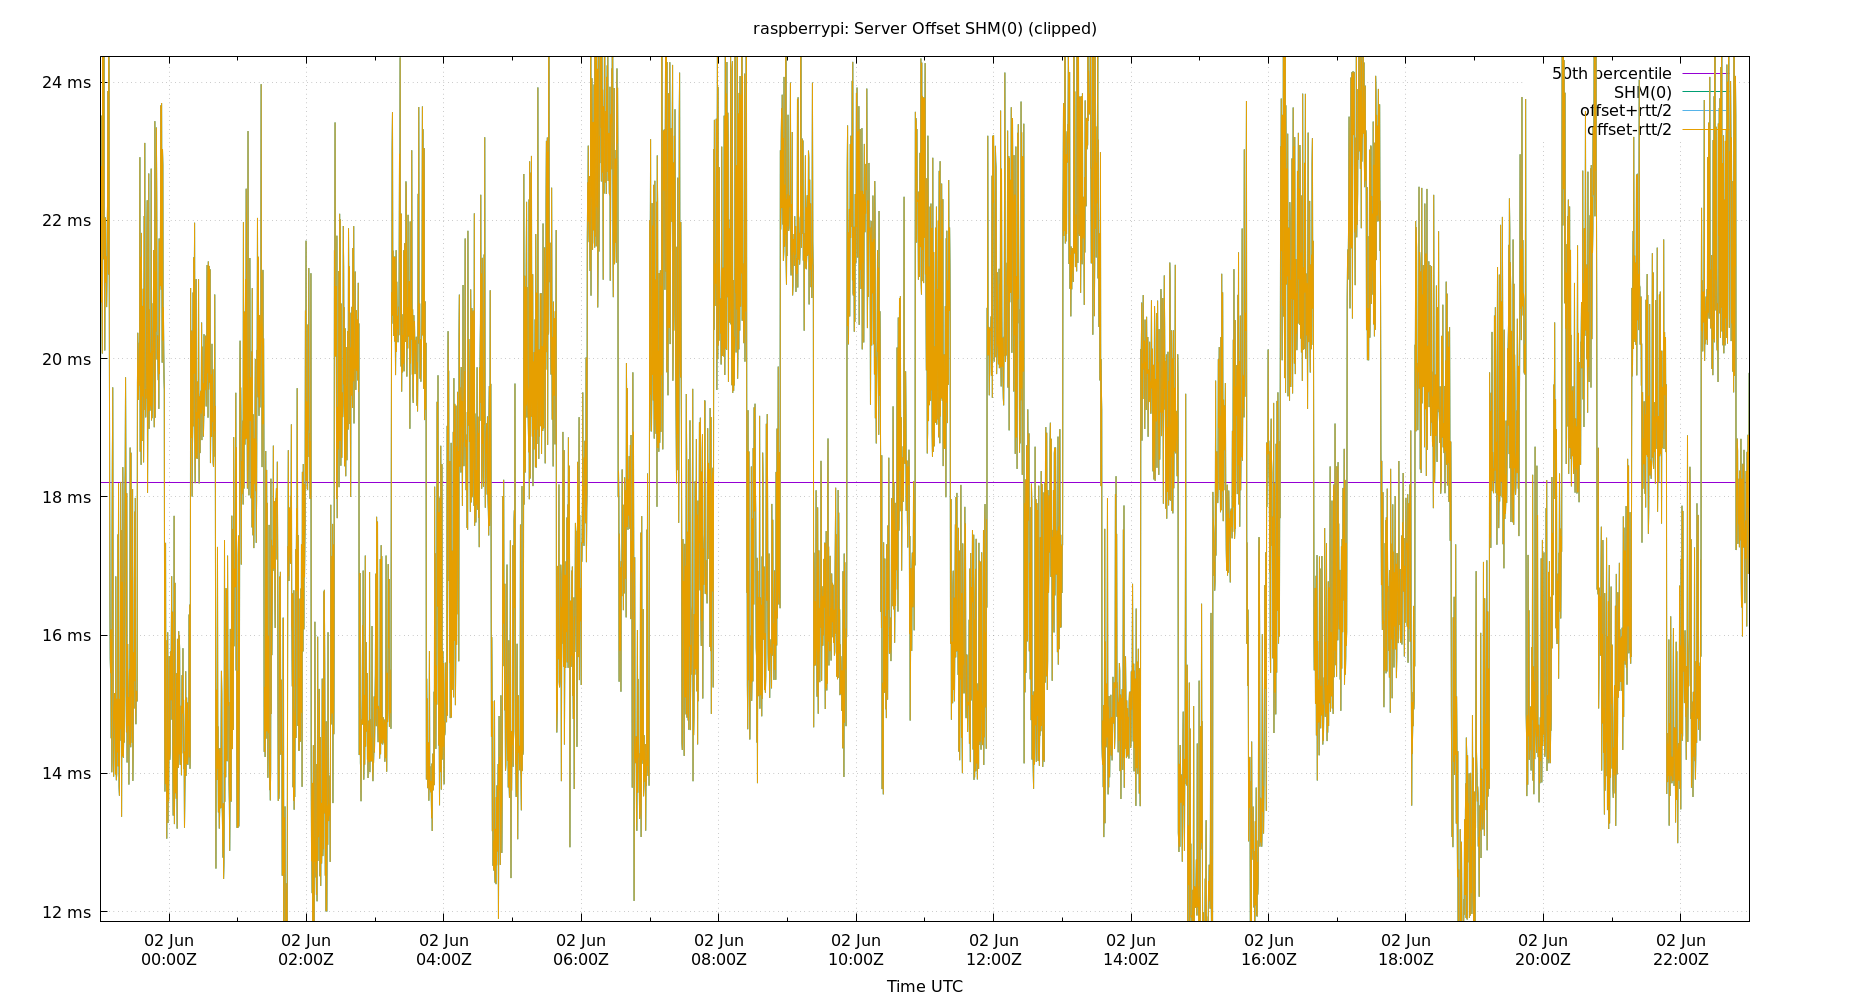 raspberrypi: Server Offset SHM(0) (clipped)
24 ms
22 ms
20 ms
18 ms
16 ms
14 ms
12 ms
50th percentile
SHM(0)
offset+rtt/2
offset-rtt/2
02 Jun 02 Jun 02 Jun 02 Jun 02 Jun 02 Jun 02 Jun 02 Jun 02 Jun 02 Jun 02 Jun 02 Jun
00:00Z 02:00Z 04:00Z 06:00Z 08:00Z 10:00Z 12:00Z 14:00Z 16:00Z 18:00Z 20:00Z 22:00Z
Time UTC